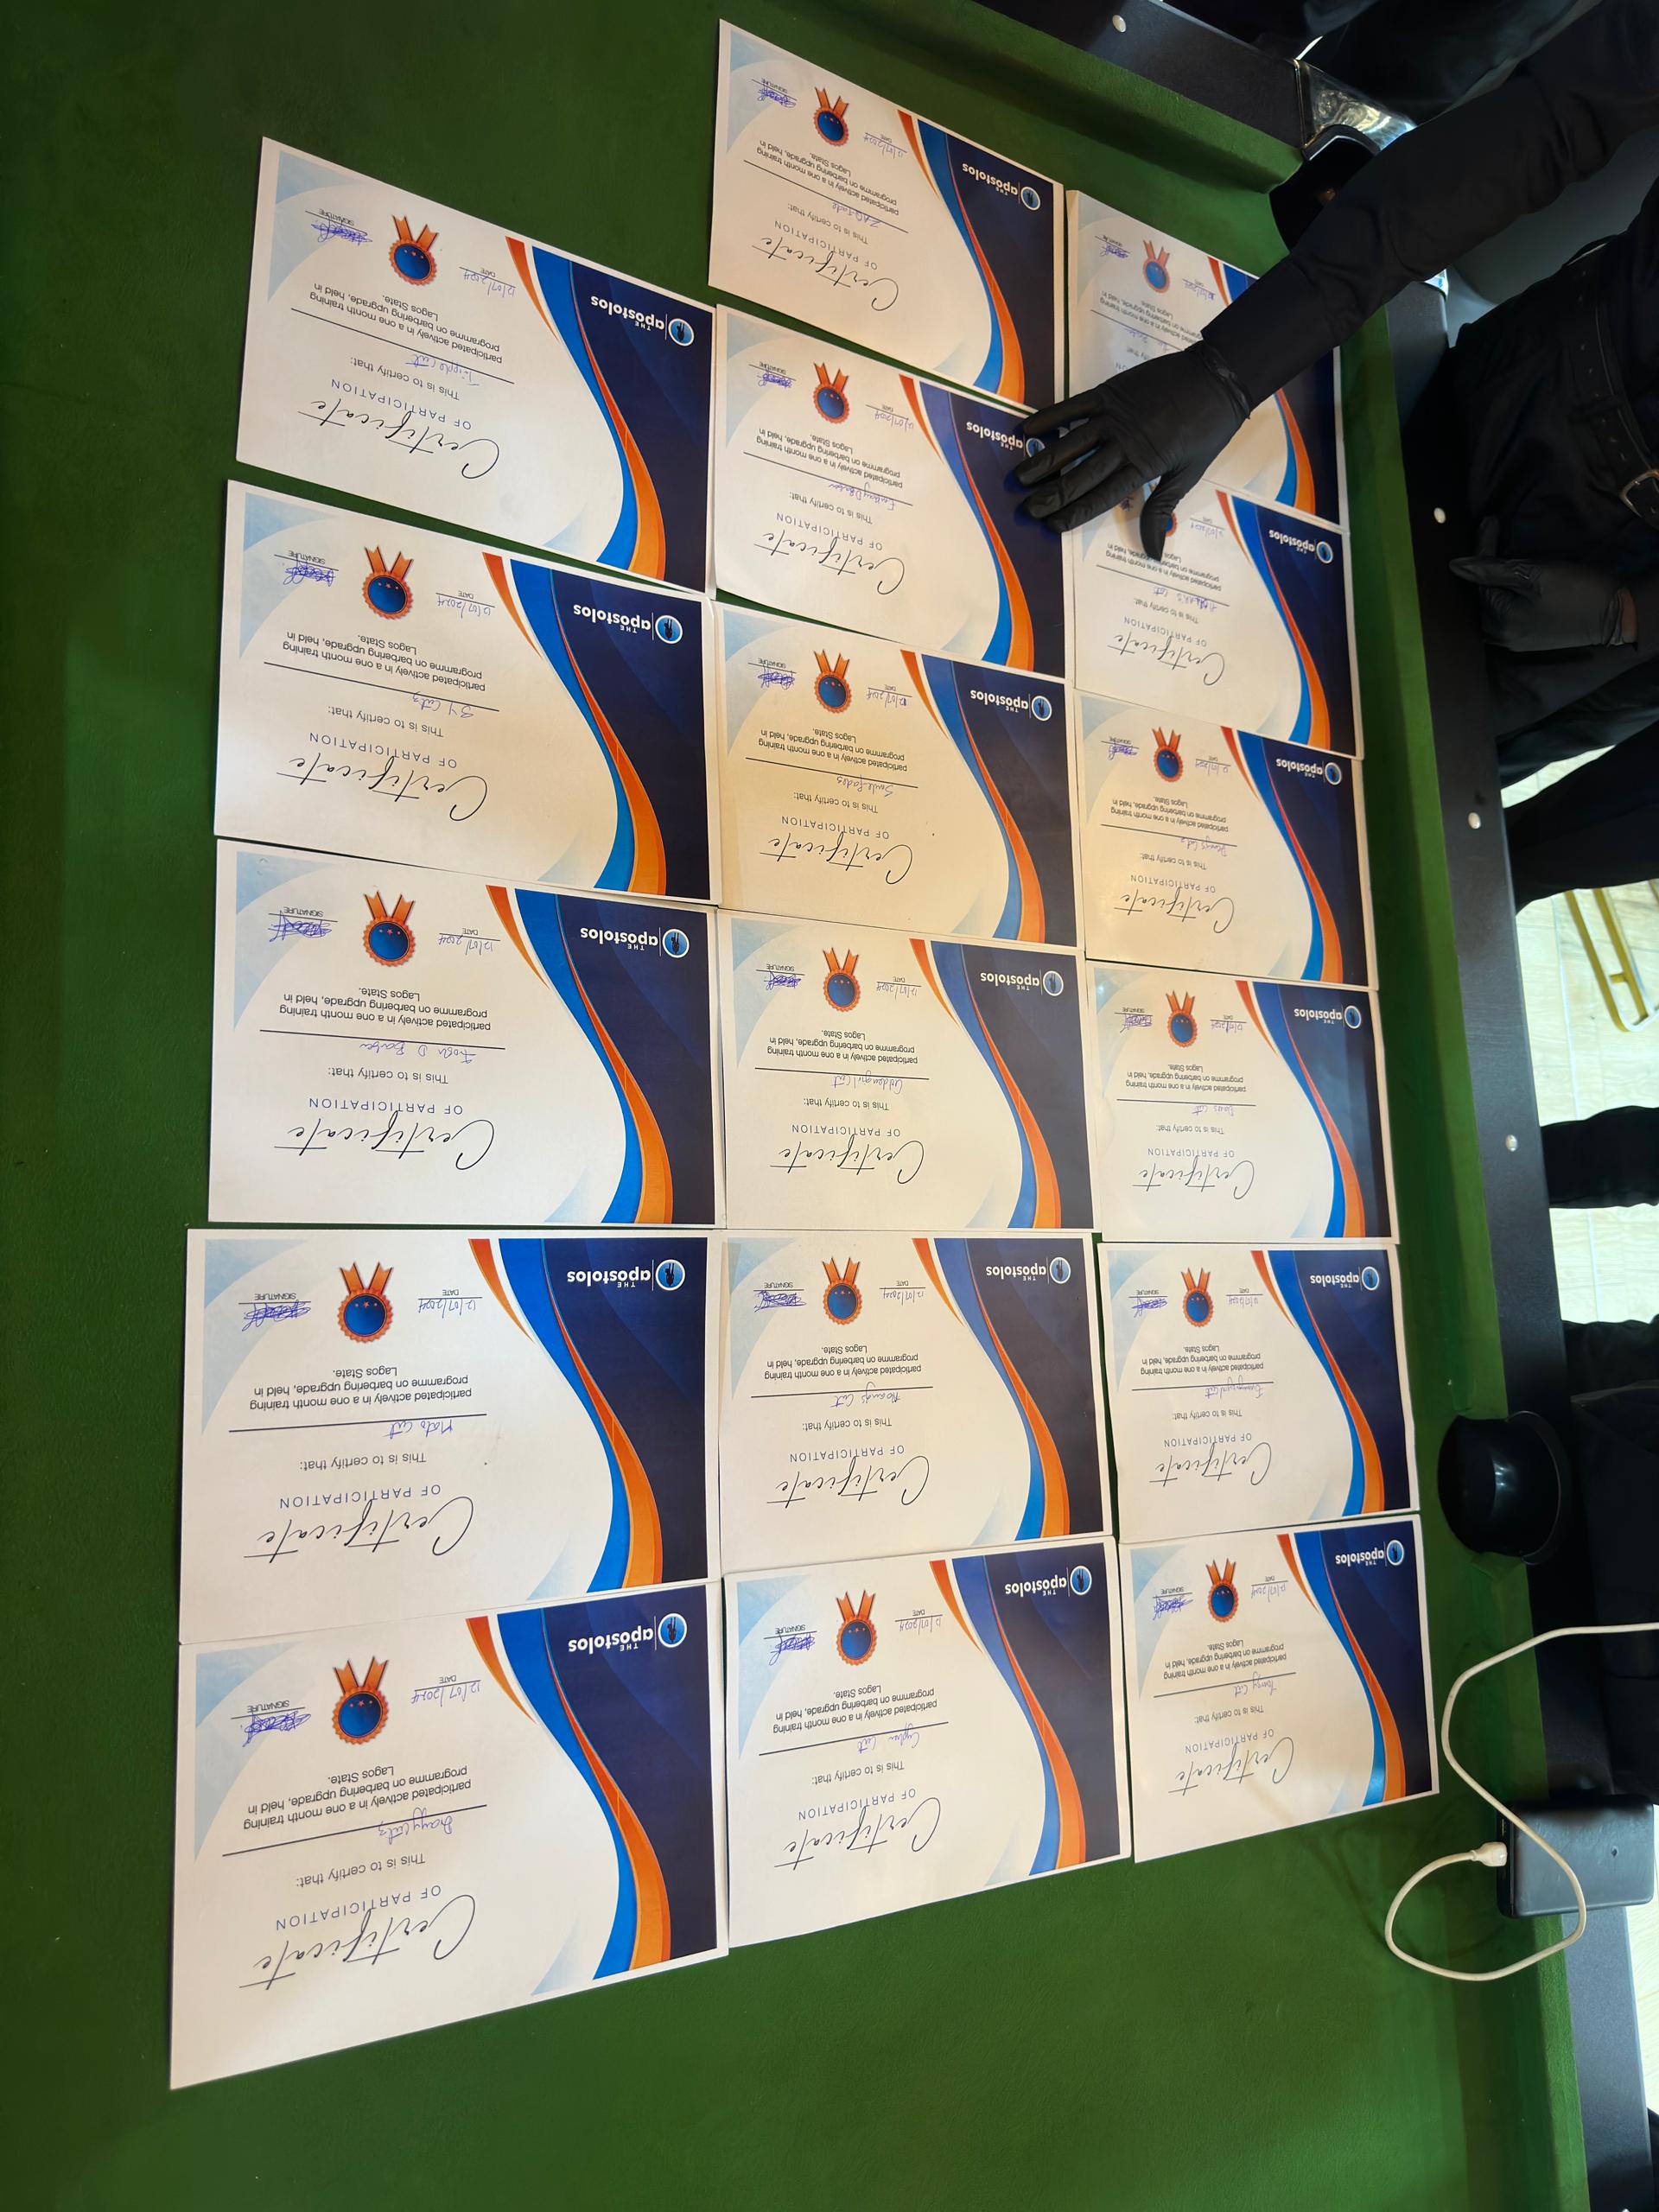 Certificate
OF PARTICIPATION
This is to certify that:
Cut
participated actively in a one month training
programme on barbering upgrade, held in
Lagos State.
12/07/2024
DATE
SIGNATURE
THE
apostolos
Certificate
OF PARTICIPATION
This is to certify that:
Cut
participated actively in a one month training
programme on barbering upgrade, held in
Lagos State.
12/07/2024
DATE
SIGNATURE
THE
apostolos
Certificate
OF PARTICIPATION
This is to certify that:
Brayy Cutz
participated actively in a one month training
programme on barbering upgrade, held in
Lagos State.
12/07/2024
DATE
SIGNATURE
THE
apostolos
Certificate
OF PARTICIPATION
This is to certify that:
participated actively in a one month training
programme on barbering upgrade, held in
Lagos State.
12/07/2024
DATE
SIGNATURE
THE
apostolos
Certificate
OF PARTICIPATION
This is to certify that:
Cut
participated actively in a one month training
programme on barbering upgrade, held in
Lagos State.
12/07/2024
DATE
SIGNATURE
THE
apostolos
Certificate
OF PARTICIPATION
This is to certify that:
Mato Cut
participated actively in a one month training
programme on barbering upgrade, held in
Lagos State.
12/07/2024
DATE
SIGNATURE
THE
apostolos
Certificate
OF PARTICIPATION
This is to certify that:
Cut
participated actively in a one month training
programme on barbering upgrade, held in
Lagos State.
12/07/2024
DATE
SIGNATURE
THE
apostolos
Certificate
OF PARTICIPATION
This is to certify that:
participated actively in a one month training
programme on barbering upgrade, held in
Lagos State.
12/07/2024
DATE
SIGNATURE
THE
apostolos
Certificate
OF PARTICIPATION
This is to certify that:
John D Barber
participated actively in a one month training
programme on barbering upgrade, held in
Lagos State.
12/07/2024
DATE
SIGNATURE
THE
apostolos
Certificate
OF PARTICIPATION
This is to certify that:
participated actively in a one month training
programme on barbering upgrade, held in
Lagos State.
12/07/2024
DATE
SIGNATURE
THE
apostolos
Certificate
OF PARTICIPATION
This is to certify that:
Smile fades
participated actively in a one month training
programme on barbering upgrade, held in
Lagos State.
12/07/2024
DATE
SIGNATURE
THE
apostolos
Certificate
OF PARTICIPATION
This is to certify that:
SY Cutz
participated actively in a one month training
programme on barbering upgrade, held in
Lagos State.
12/07/2024
DATE
SIGNATURE
THE
apostolos
Certificate
OF PARTICIPATION
This is to certify that:
Cut
participated actively in a one month training
programme on barbering upgrade, held in
Lagos
12/07/2024
DATE
THE
apostolos
Certificate
OF PARTICIPATION
This is to certify that:
participated actively in a one month training
programme on barbering upgrade, held in
Lagos State.
12/07/2024
DATE
SIGNATURE
THE
apostolos
Certificate
OF PARTICIPATION
This is to certify that:
Tripple cut
participated actively in a one month training
programme on barbering upgrade, held in
Lagos State.
12/07/2024
DATE
SIGNATURE
THE
apostolos
in a one month training
upgrade, held in
Lagos State.
Certificate
OF PARTICIPATION
This is to certify that:
participated actively in a one month training
programme on barbering upgrade, held in
Lagos State.
12/07/2024
DATE
SIGNATURE
THE
apostolos